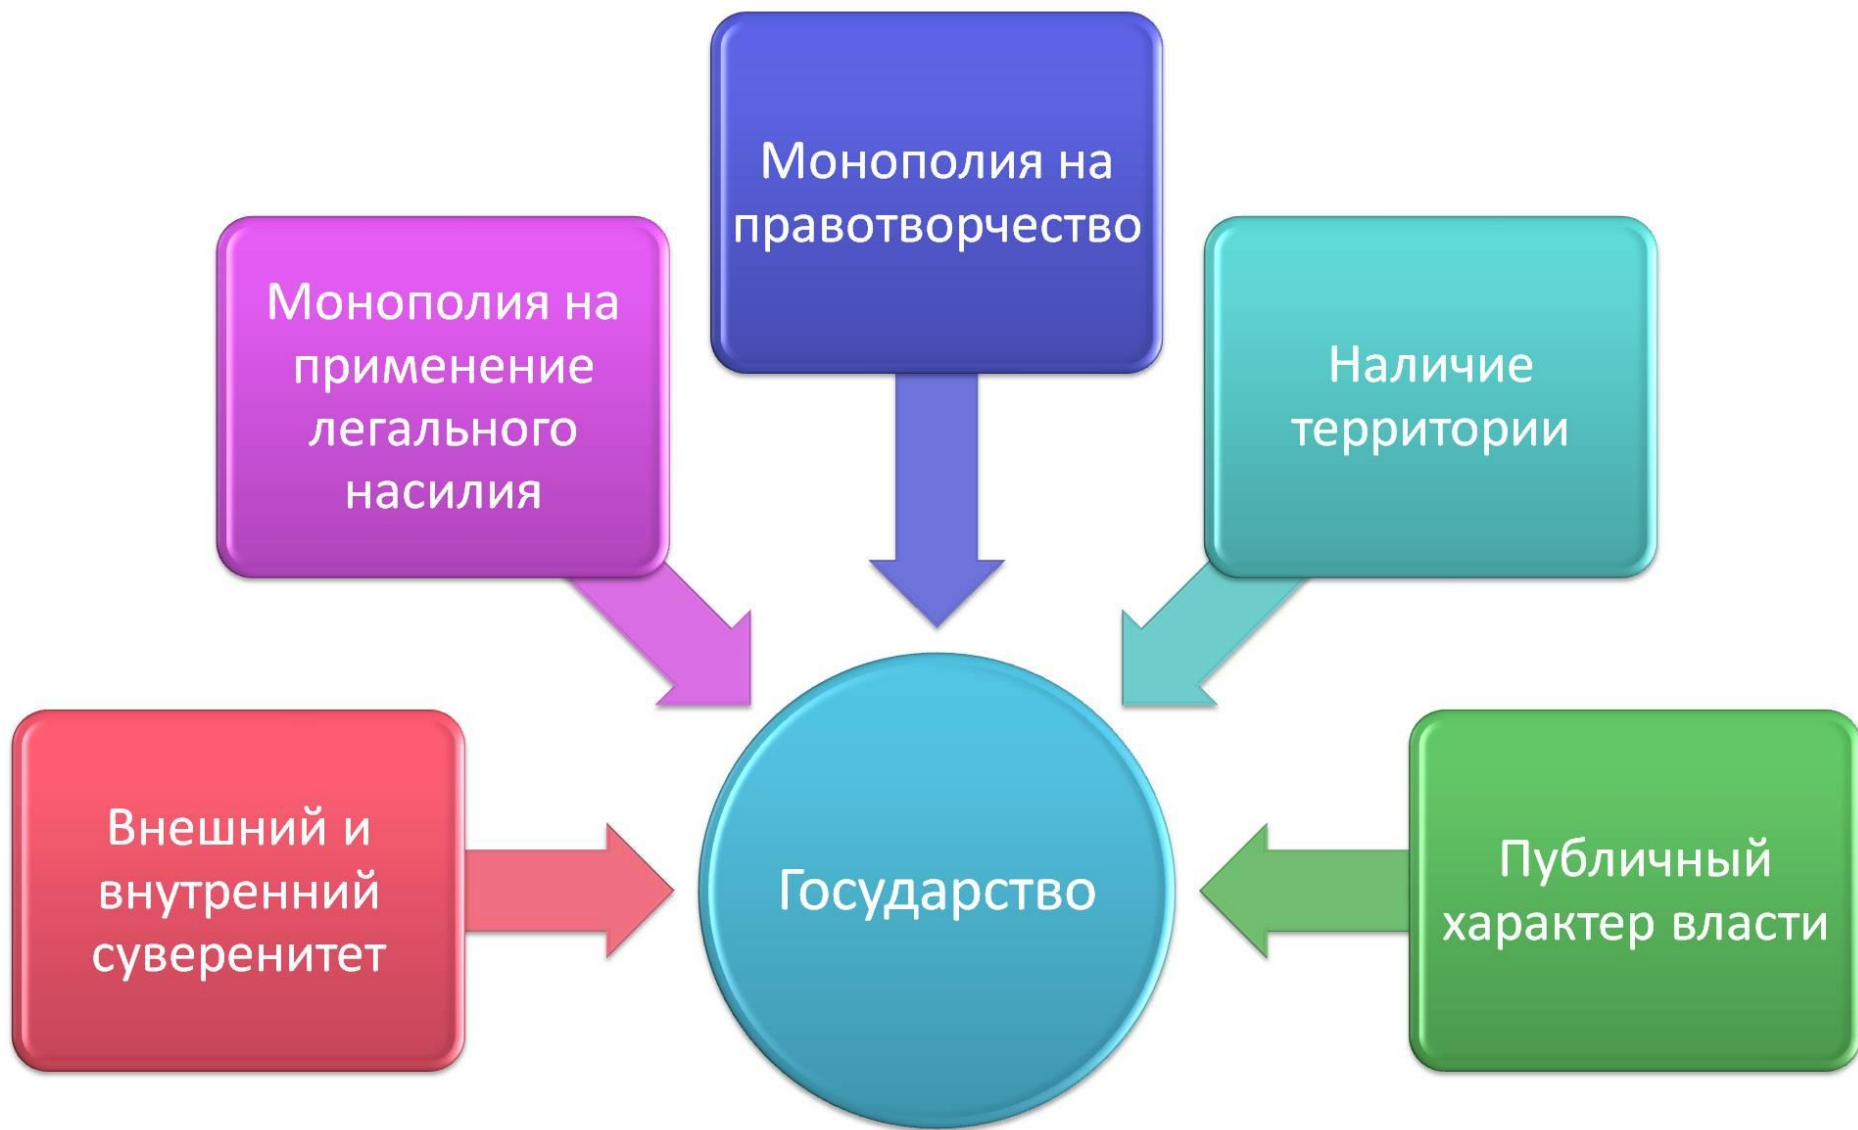 Монополия на
правотворчество
Монополия на
применение
легального
насилия
Наличие
территории
Внешний и
внутренний
суверенитет
Государство
Публичный
характер власти